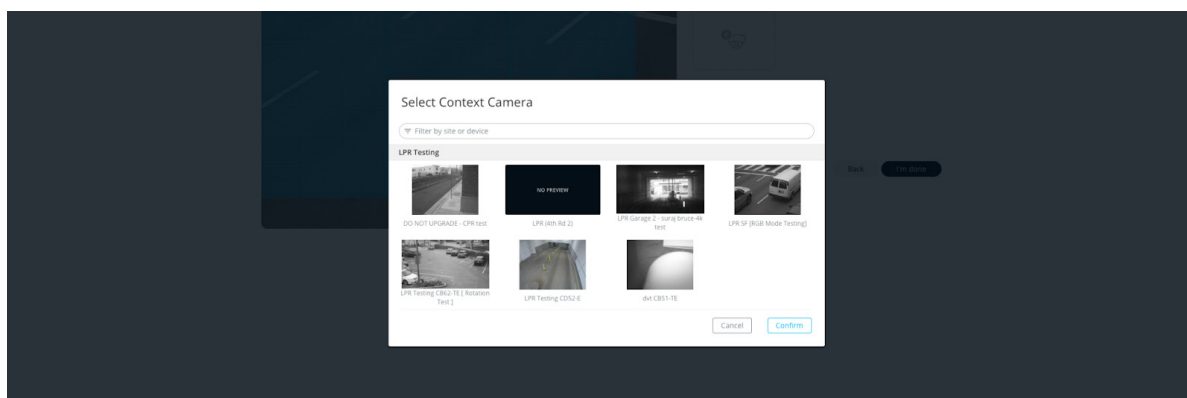 Select Context Camera
Filter by site or device
LPR Testing
NO PREVIEW
DO NOT UPGRADE - CPR test
LPR (4th Rd 2)
LPR Garage 2 - suraj bruce-4k
test
LPR SF [RGB Mode Testing]
LPR Testing CB62-TE [ Rotation
Test ]
LPR Testing CD52-E
dvt CB51-TE
Cancel
Confirm
Back
I'm done